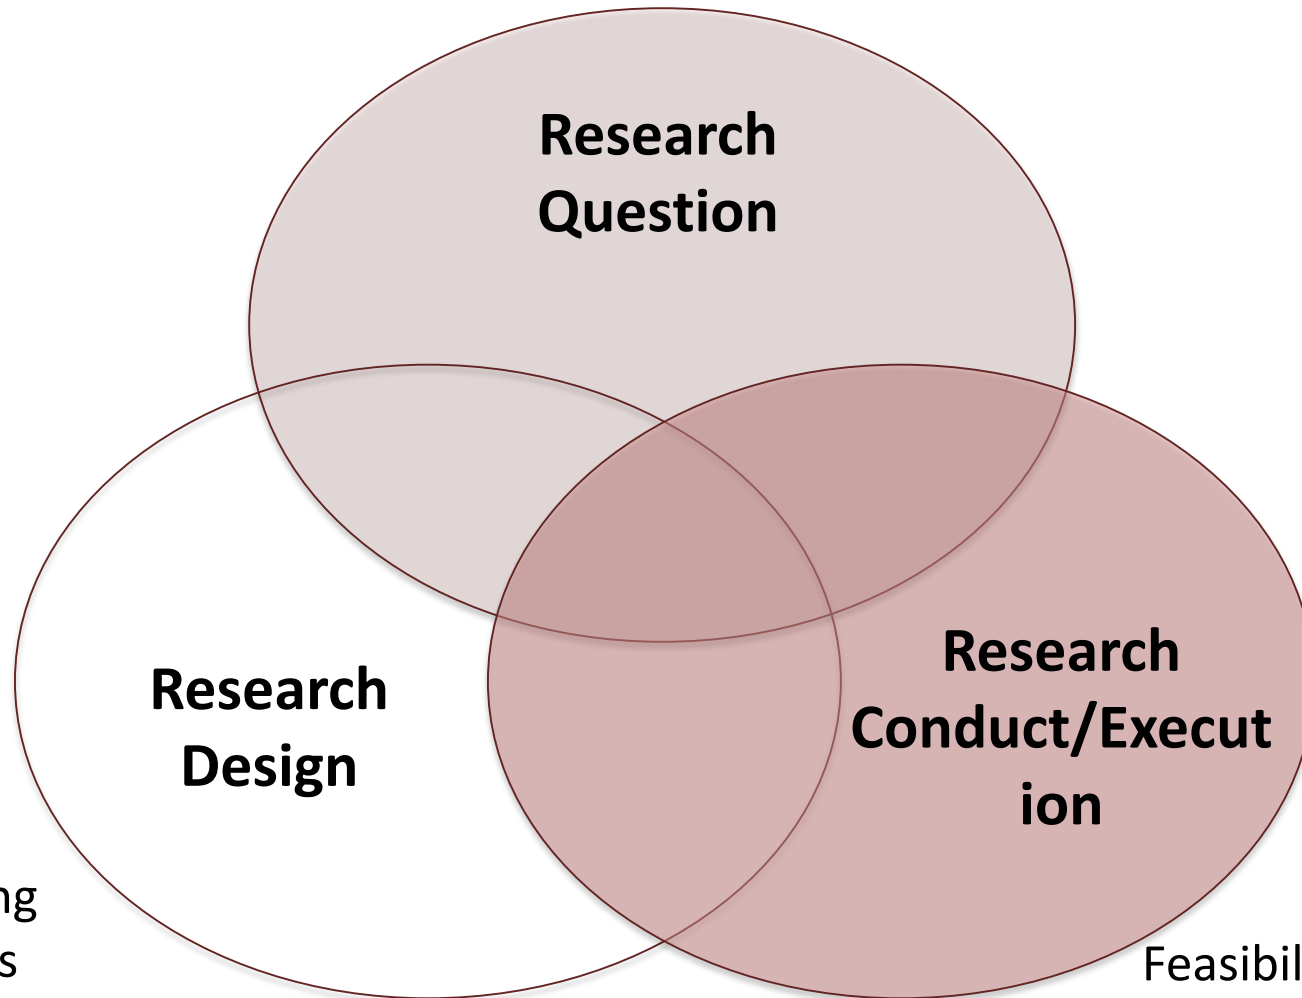 Research
Question
Research
Design
Research
Conduct/Execut
ion
ng
s
Feasibil